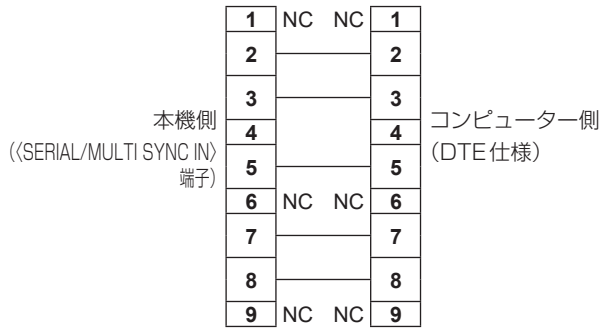 1 NC NC 1
2 2
3 3
本機側
4 4
コンピューター側
(〈SERIAL/MULTI SYNC IN〉
端子)
(DTE仕様)
5 5
6 NC NC 6
7 7
8 8
9 NC NC 9